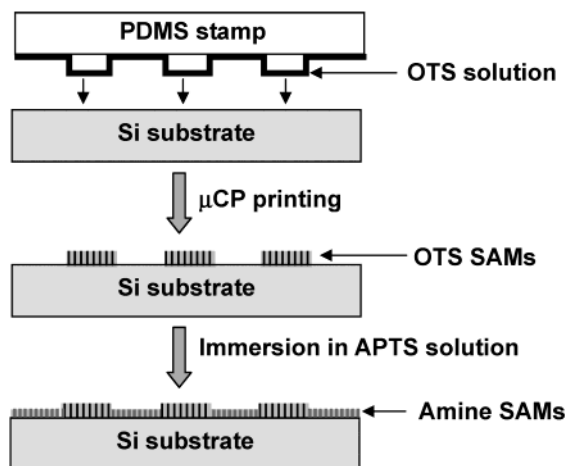 PDMS stamp
OTS solution
Si substrate
μCP printing
OTS SAMs
Si substrate
Immersion in APTS solution
Amine SAMs
Si substrate